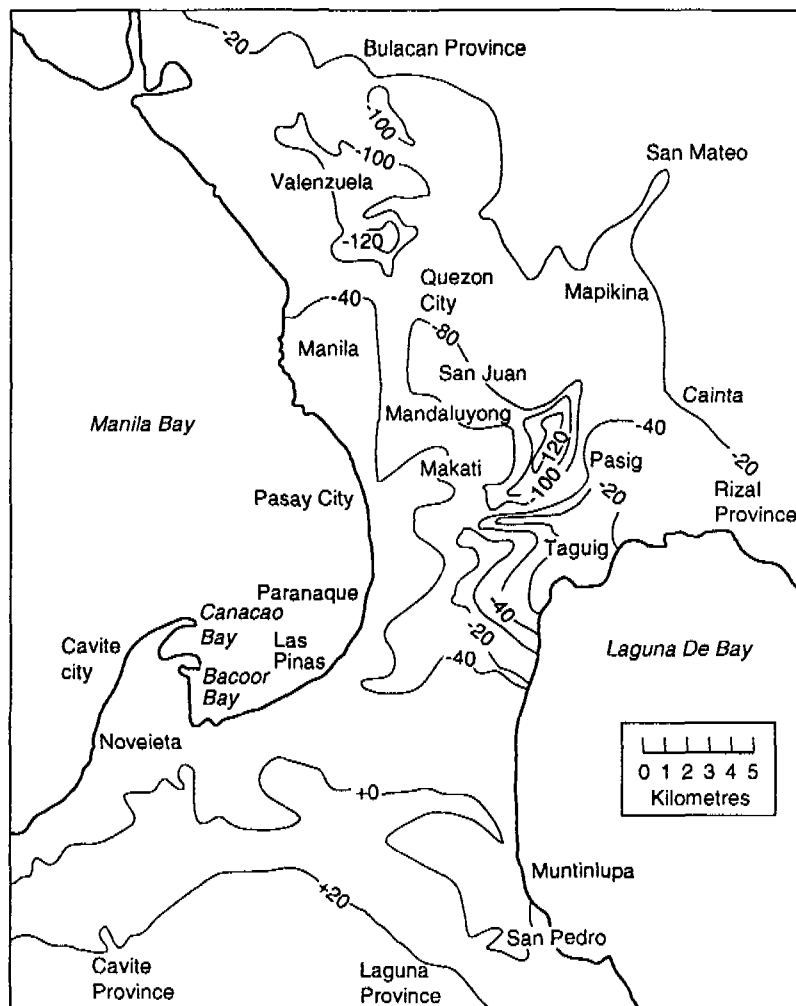 -20
Bulacan Province
-100
San Mateo
-100
Valenzuela
-120
Quezon
City
Mapikina
-40
-80
Manila
San Juan
Cainta
Manila Bay
Mandaluyong
-40
-120
Makati
Pasig
-20
-100
Pasay City
-20
Rizal
Province
Taguig
Paranaque
-40
Canacao
Bay
Las
Pinas
-20
Cavite
city
Laguna De Bay
-40
Bacoor
Bay
Noveieta
0 1 2 3 4 5
Kilometres
+0
Muntinlupa
+20
San Pedro
Cavite
Province
Laguna
Province